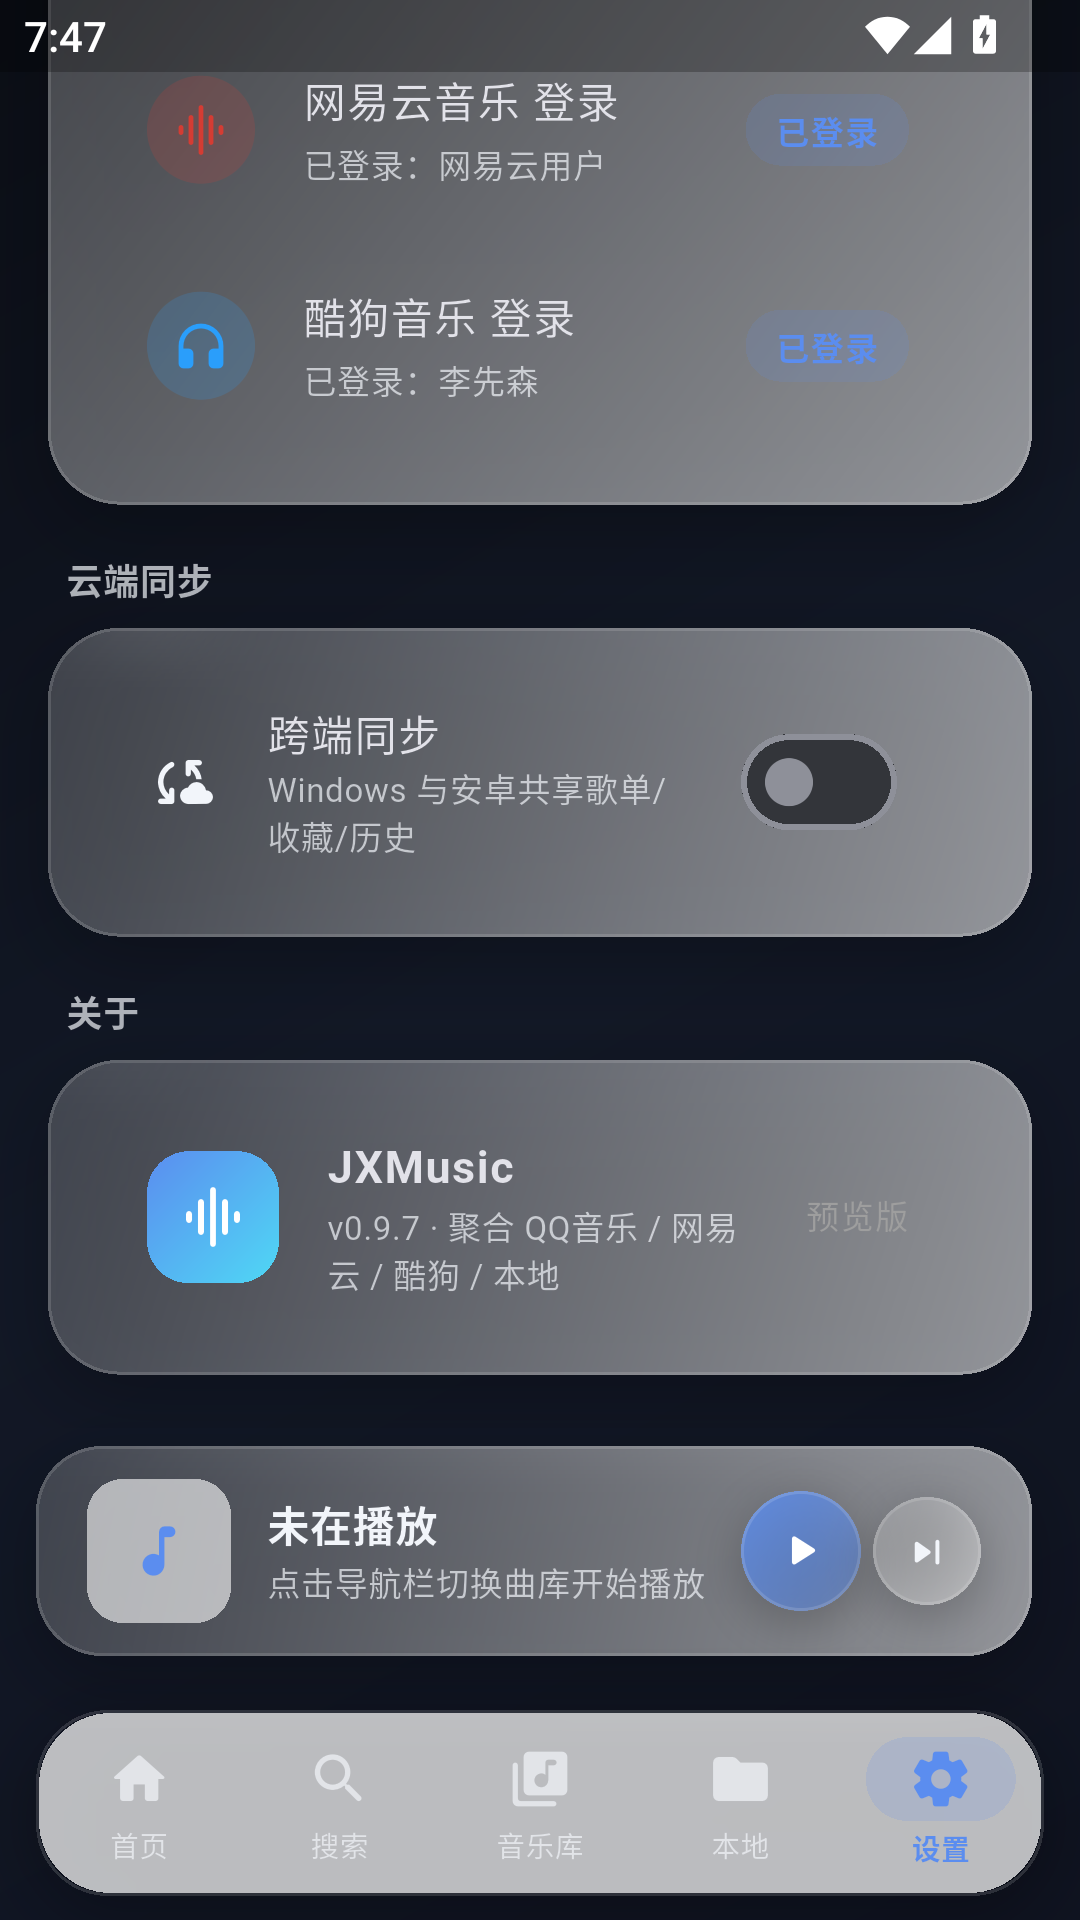 7:47
网易云音乐 登录
已登录：网易云用户
已登录
酷狗音乐 登录
已登录：李先森
已登录
云端同步
跨端同步
Windows 与安卓共享歌单/
收藏/历史
关于
JXMusic
v0.9.7 · 聚合 QQ音乐 / 网易
云 / 酷狗 / 本地
预览版
未在播放
点击导航栏切换曲库开始播放
首页
搜索
音乐库
本地
设置